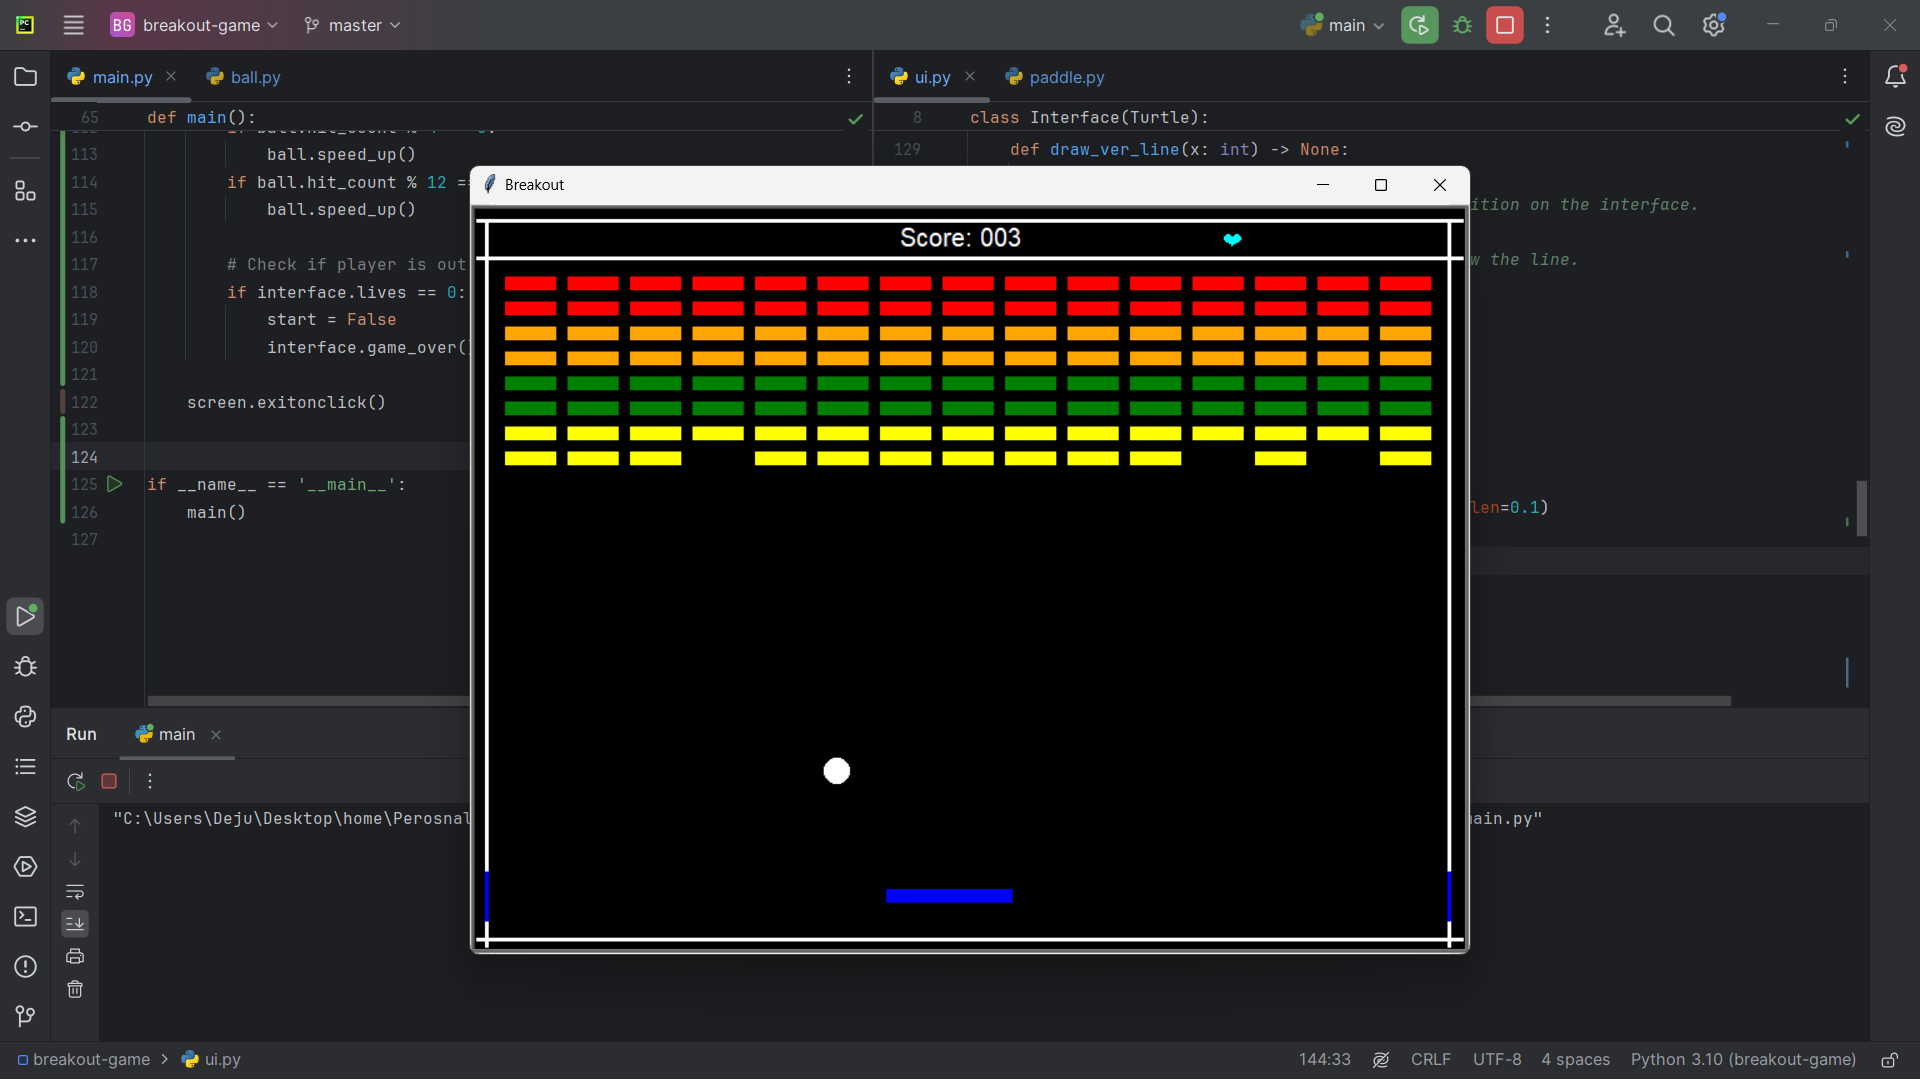 PC
BG breakout-game master main
main.py ball.py
ui.py paddle.py
65 def main():
113 ball.speed_up()
114 if ball.hit_count % 12 =
115 ball.speed_up()
116
117 # Check if player is out
118 if interface.lives == 0:
119 start = False
120 interface.game_over(
121
122 screen.exitonclick()
123
124
125 if __name__ == '__main__':
126 main()
127
8 class Interface(Turtle):
129 def draw_ver_line(x: int) -> None:
ition on the interface.
w the line.
len=0.1)
Breakout
Score: 003
Run main
"C:\Users\Deju\Desktop\home\Perosnal
ain.py"
breakout-game > ui.py
144:33 CRLF UTF-8 4 spaces Python 3.10 (breakout-game)